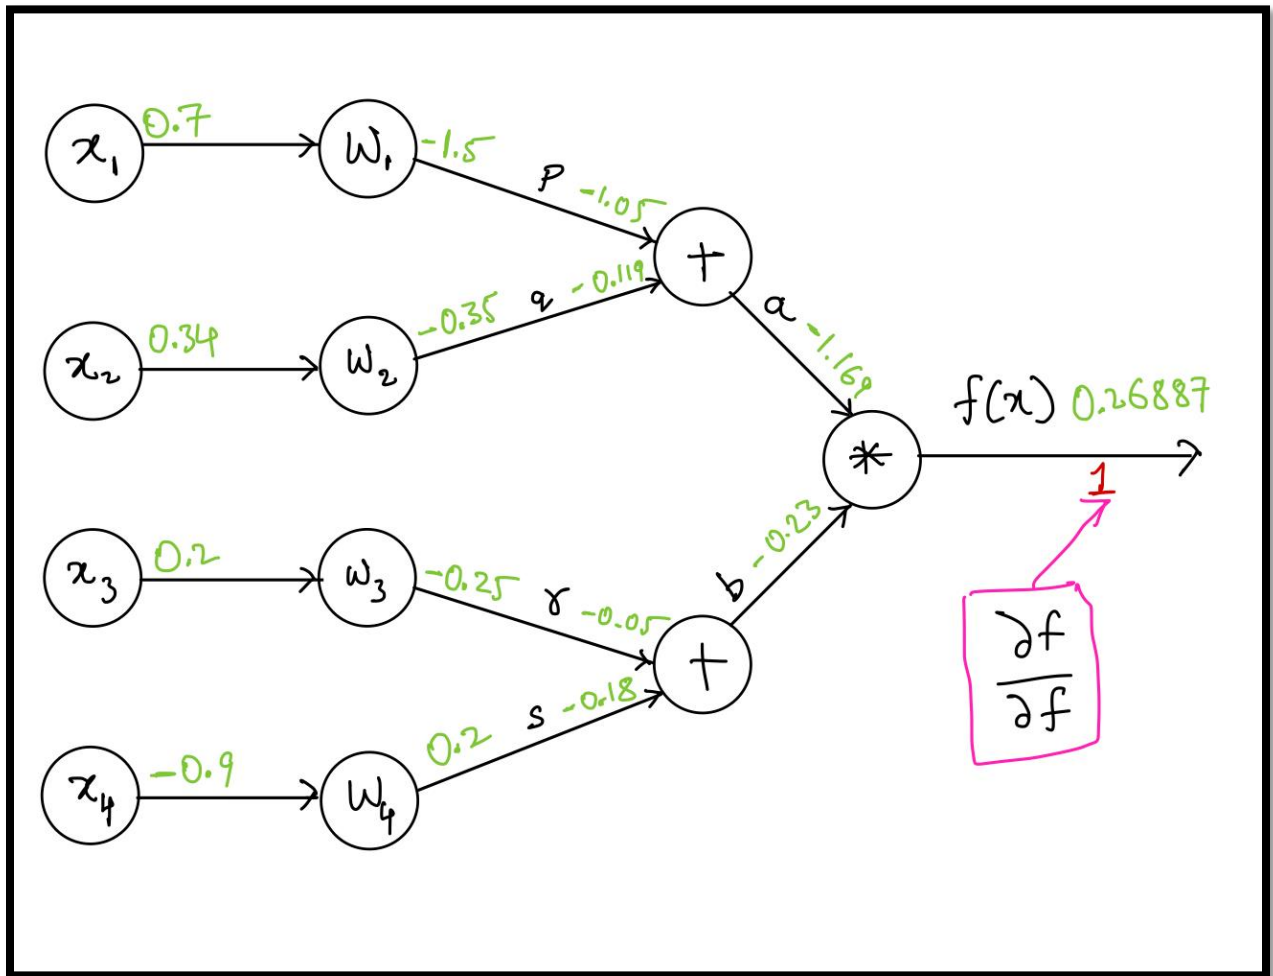 x₁ 0.7 W₁ -1.5 P -1.05
x₂ 0.34 W₂ -0.35 q -0.119
+
a -1.169
f(x) 0.26887
*
1
x₃ 0.2 W₃ -0.25 r -0.05
b -0.23
+
x₄ -0.9 W₄ 0.2 s -0.18
∂f
∂f